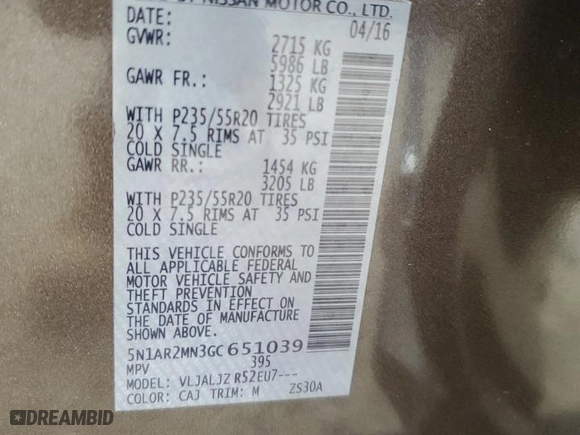 NISSAN MOTOR CO., LTD.
DATE: 04/16
GVWR: 2715 KG
5986 LB
GAWR FR.: 1325 KG
2921 LB
WITH P235/55R20 TIRES
20 X 7.5 RIMS AT 35 PSI
COLD SINGLE
GAWR RR.: 1454 KG
3205 LB
WITH P235/55R20 TIRES
20 X 7.5 RIMS AT 35 PSI
COLD SINGLE
THIS VEHICLE CONFORMS TO
ALL APPLICABLE FEDERAL
MOTOR VEHICLE SAFETY AND
THEFT PREVENTION
STANDARDS IN EFFECT ON
THE DATE OF MANUFACTURE
SHOWN ABOVE.
5N1AR2MN3GC651039
MPV 395
MODEL: VLJALJZ R52EU7---
COLOR: CAJ TRIM: M ZS30A
DREAMBID